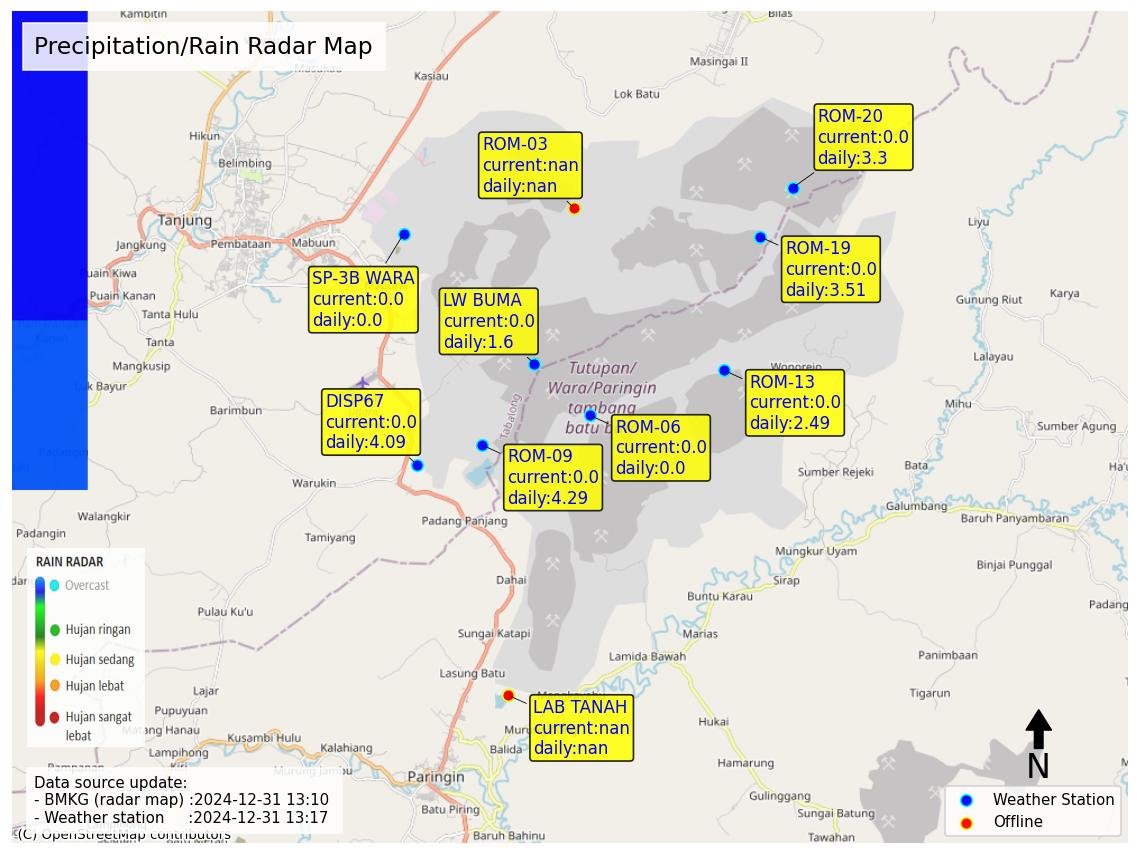 Kambitin
Bilas
Precipitation/Rain Radar Map
Masukau
Kasiau
Masingai II
Lok Batu
Hikun
Belimbing
ROM-03
current:nan
daily:nan
ROM-20
current:0.0
daily:3.3
Tanjung
Jangkung
Pembataan
Mabuun
Liyu
ROM-19
current:0.0
daily:3.51
Puain Kiwa
Puain Kanan
SP-3B WARA
current:0.0
daily:0.0
LW BUMA
current:0.0
daily:1.6
Gunung Riut
Karya
Tanta Hulu
Kanan
Tanta
Mangkusip
Luk Bayur
Lalayau
Wonorejo
Tutupan/
Wara/Paringin
tambang
batu b
Tabalong
ROM-13
current:0.0
daily:2.49
DISP67
current:0.0
daily:4.09
Barimbun
Mihu
ROM-06
current:0.0
daily:0.0
Sumber Agung
ROM-09
current:0.0
daily:4.29
Padangin
Bata
Sumber Rejeki
Ha'u
Warukin
Galumbang
Walangkir
Padang Panjang
Baruh Panyambaran
Padangin
Tamiyang
Mungkur Uyam
Binjai Punggal
RAIN RADAR
Overcast
Hujan ringan
Hujan sedang
Hujan lebat
Hujan sangat
lebat
Dahai
Sirap
Buntu Karau
Padang
Pulau Ku'u
Sungai Katapi
Marias
Lamida Bawah
Panimbaan
Lasung Batu
Lajar
Tigarun
Pupuyuan
LAB TANAH
current:nan
daily:nan
Matang Hanau
Hukai
Kusambi Hulu
Lampihong
Kalahiang
Balida
Murung Jambu
Hamarung
N
Paringin
Data source update:
- BMKG (radar map) :2024-12-31 13:10
- Weather station :2024-12-31 13:17
(C) OpenStreetMap contributors
Gulinggang
Batu Piring
Sungai Batung
Baruh Bahinu
Tawahan
Weather Station
Offline